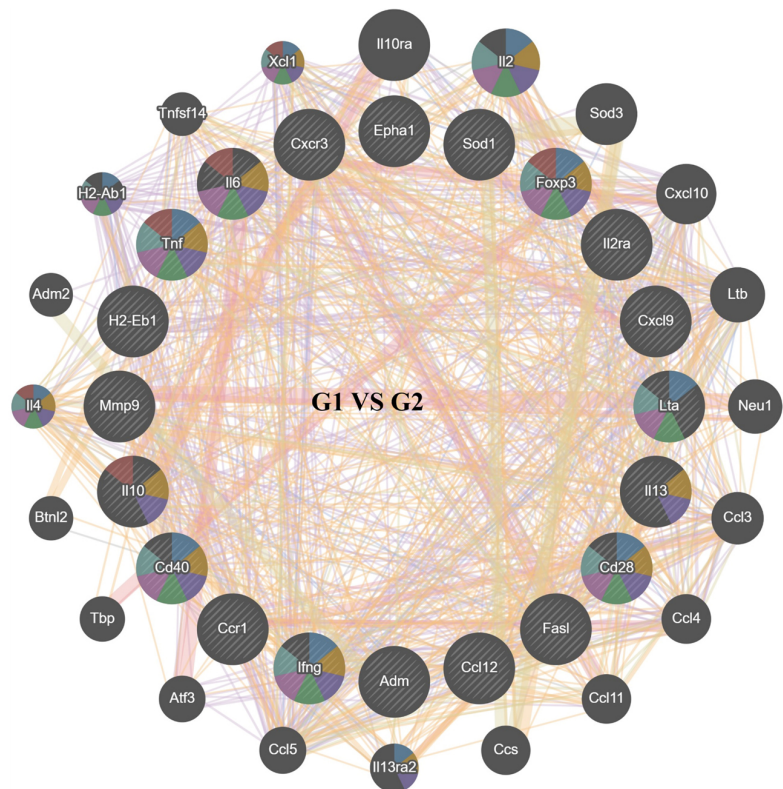 Il10ra
Il2
Xcl1
Sod3
Tnfsf14
Epha1
Cxcr3
Sod1
Il6
Foxp3
H2-Ab1
Cxcl10
Tnf
Il2ra
Adm2
Ltb
H2-Eb1
Cxcl9
G1 VS G2
Il4
Mmp9
Lta
Neu1
Il10
Il13
Btnl2
Ccl3
Cd40
Cd28
Tbp
Ccl4
Ccr1
Fasl
Ifng
Adm
Ccl12
Atf3
Ccl11
Ccl5
Il13ra2
Ccs